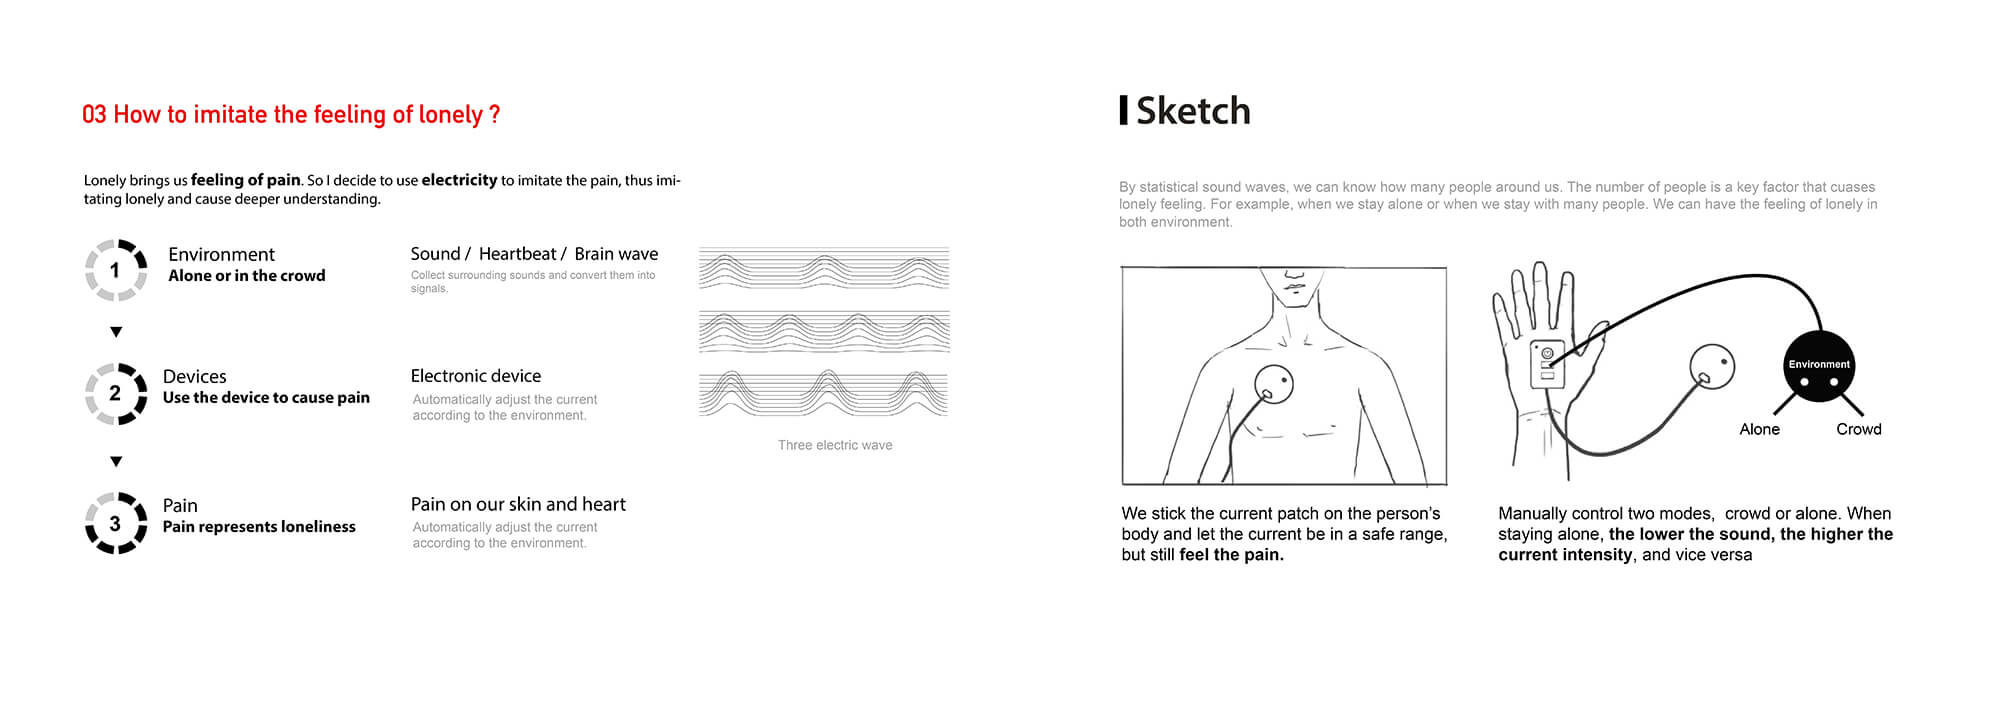 03 How to imitate the feeling of lonely ?
Lonely brings us feeling of pain. So I decide to use electricity to imitate the pain, thus imi-
tating lonely and cause deeper understanding.
1
Environment
Alone or in the crowd
Sound / Heartbeat / Brain wave
Collect surrounding sounds and convert them into
signals.
2
Devices
Use the device to cause pain
Electronic device
Automatically adjust the current
according to the environment.
3
Pain
Pain represents loneliness
Pain on our skin and heart
Automatically adjust the current
according to the environment.
Three electric wave
Sketch
By statistical sound waves, we can know how many people around us. The number of people is a key factor that cuases
lonely feeling. For example, when we stay alone or when we stay with many people. We can have the feeling of lonely in
both environment.
Environment
Alone
Crowd
We stick the current patch on the person's
body and let the current be in a safe range,
but still feel the pain.
Manually control two modes, crowd or alone. When
staying alone, the lower the sound, the higher the
current intensity, and vice versa